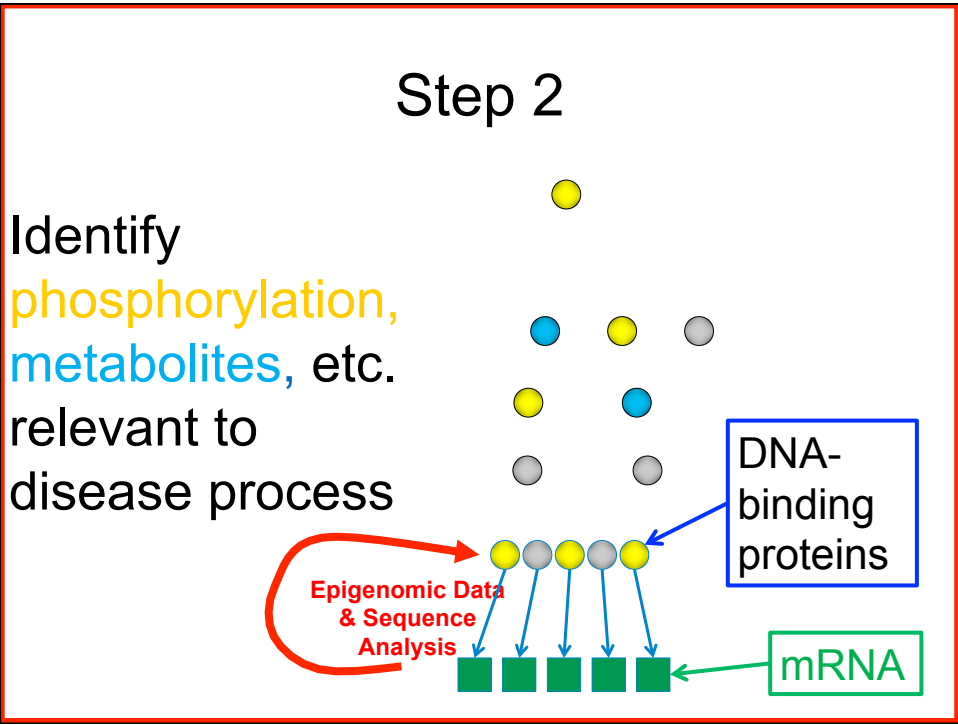 Step 2
Identify
phosphorylation,
metabolites, etc.
relevant to
disease process
DNA-
binding
proteins
Epigenomic Data
& Sequence
Analysis
mRNA